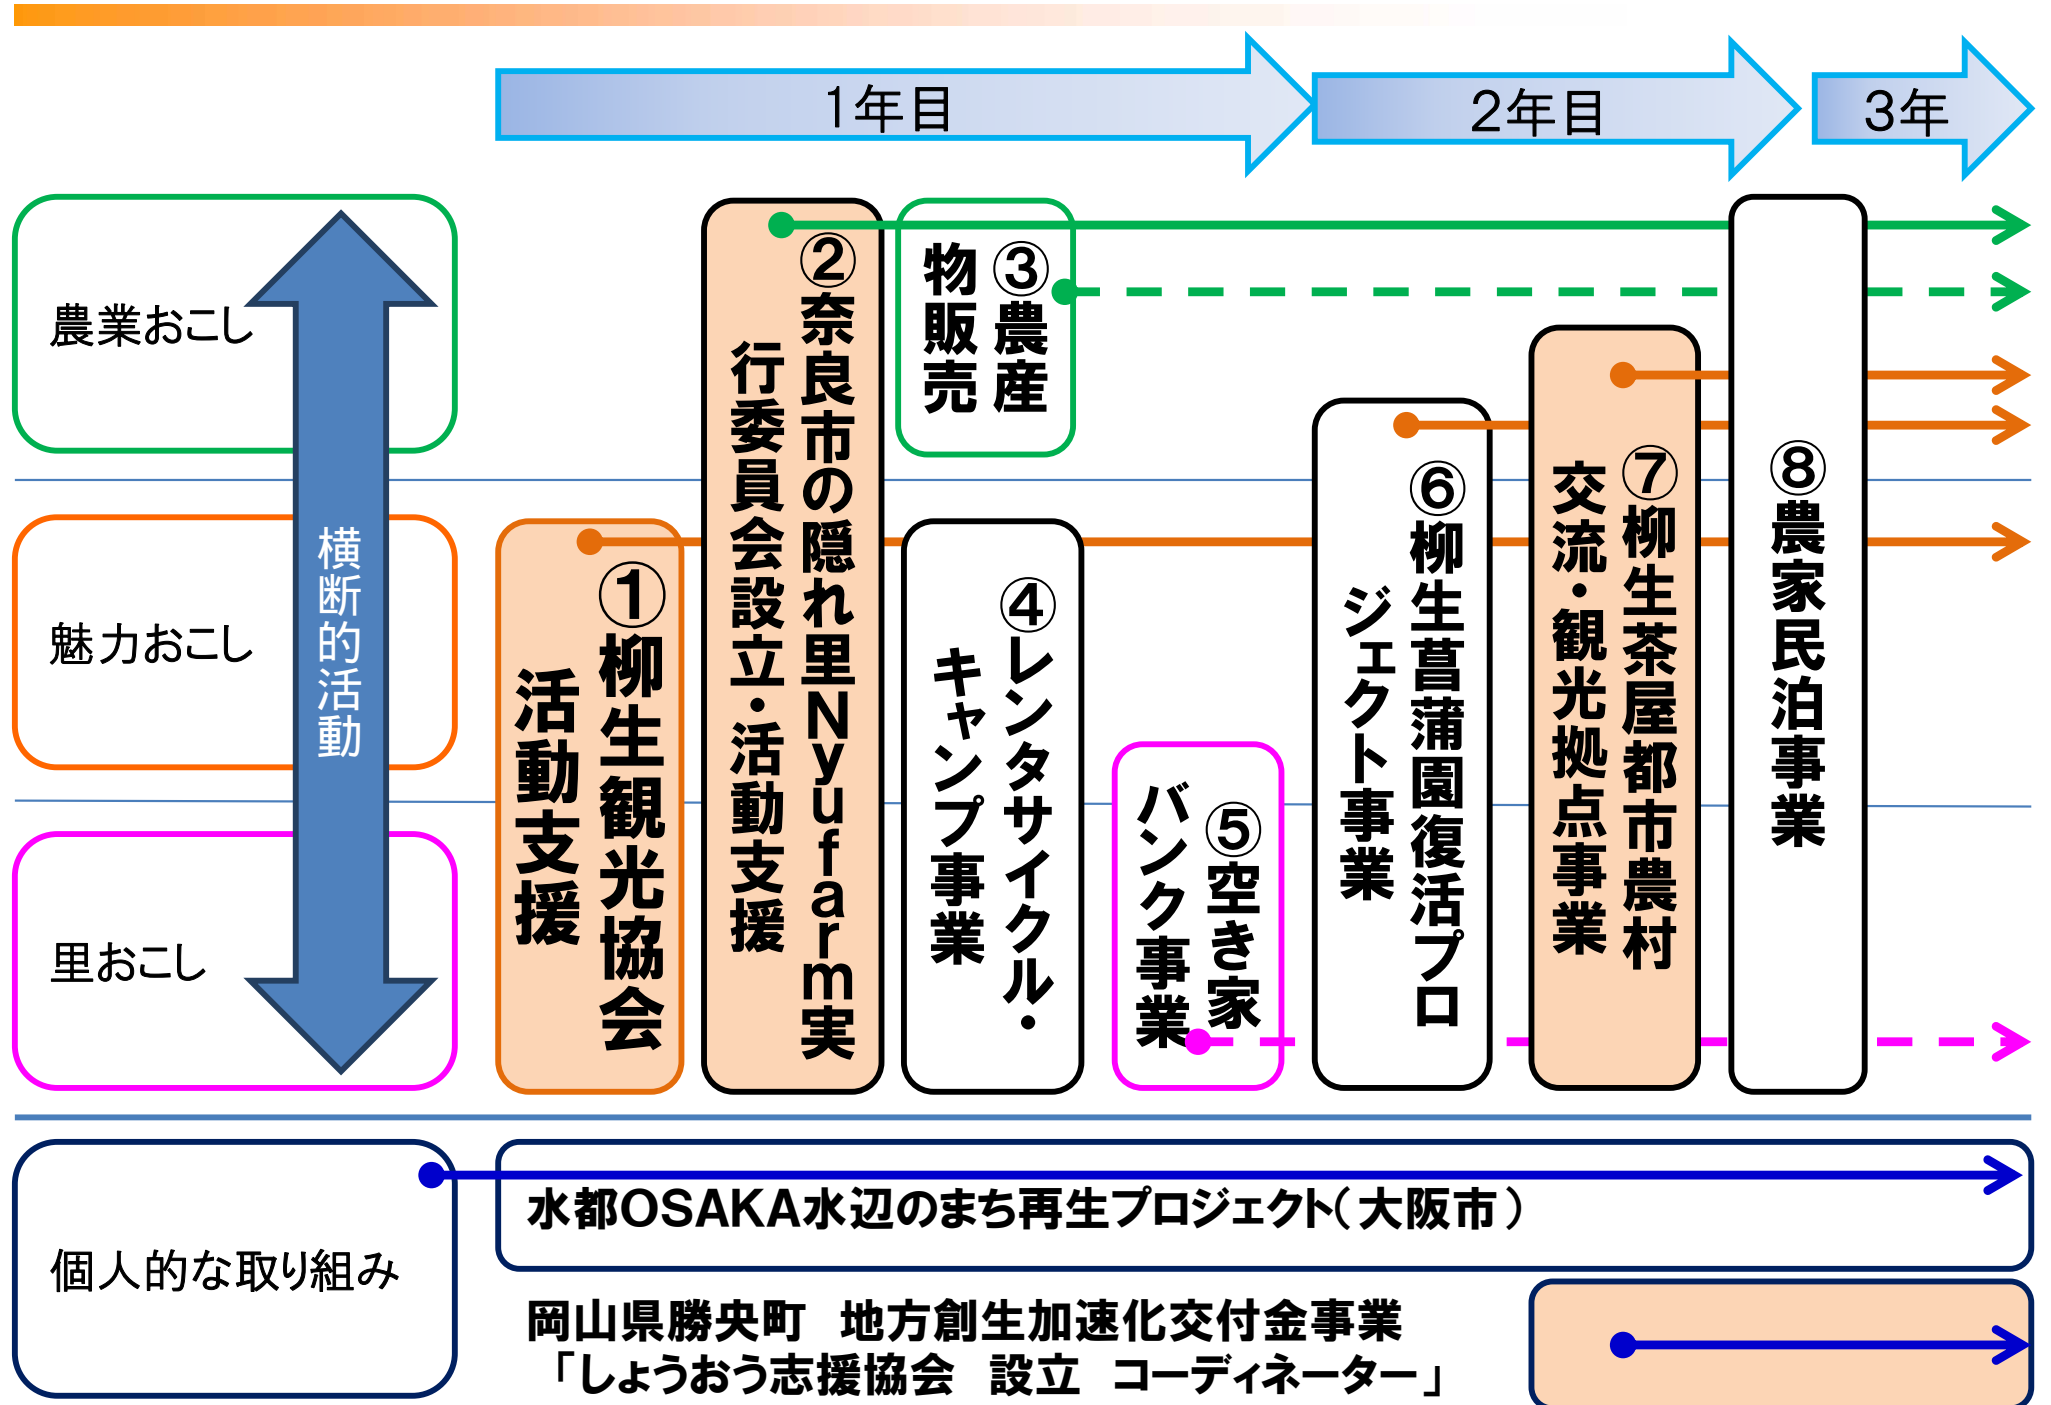 1年目
2年目
3年
農業おこし
魅力おこし
里おこし
横断的活動
①柳生観光協会
活動支援
②奈良市の隠れ里Nyufarm実
行委員会設立・活動支援
③農産
物販売
④レンタサイクル・
キャンプ事業
⑤空き家
バンク事業
⑥柳生菖蒲園復活プロ
ジェクト事業
⑦柳生茶屋都市農村
交流・観光拠点事業
⑧農家民泊事業
個人的な取り組み
水都OSAKA水辺のまち再生プロジェクト(大阪市)
岡山県勝央町 地方創生加速化交付金事業
「しょうおう志援協会 設立 コーディネーター」